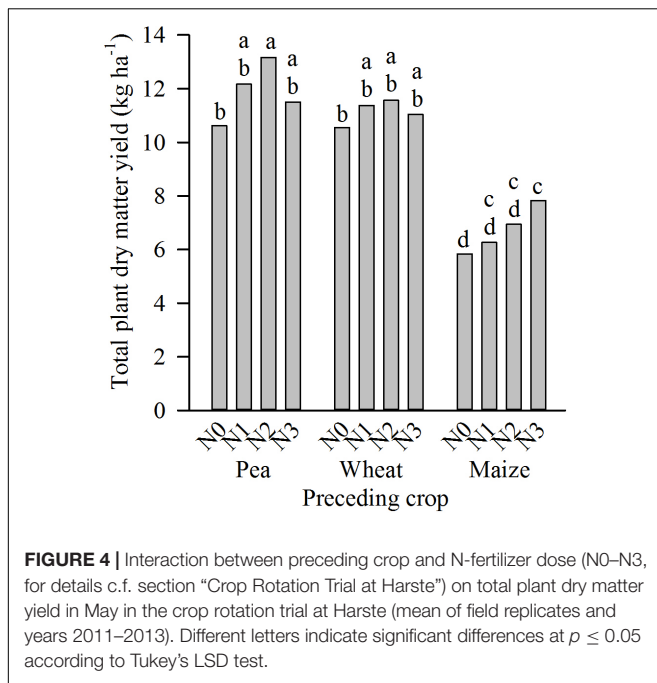 Total plant dry matter yield (kg ha⁻¹)
14
12
10
8
6
4
2
0
b
a
b
a
a
b
b
a
b
a
b
a
b
d
c
d
c
d
c
N0 N1 N2 N3 N0 N1 N2 N3 N0 N1 N2 N3
Pea Wheat Maize
Preceding crop
FIGURE 4 | Interaction between preceding crop and N-fertilizer dose (N0–N3,
for details c.f. section “Crop Rotation Trial at Harste”) on total plant dry matter
yield in May in the crop rotation trial at Harste (mean of field replicates and
years 2011–2013). Different letters indicate significant differences at p ≤ 0.05
according to Tukey’s LSD test.